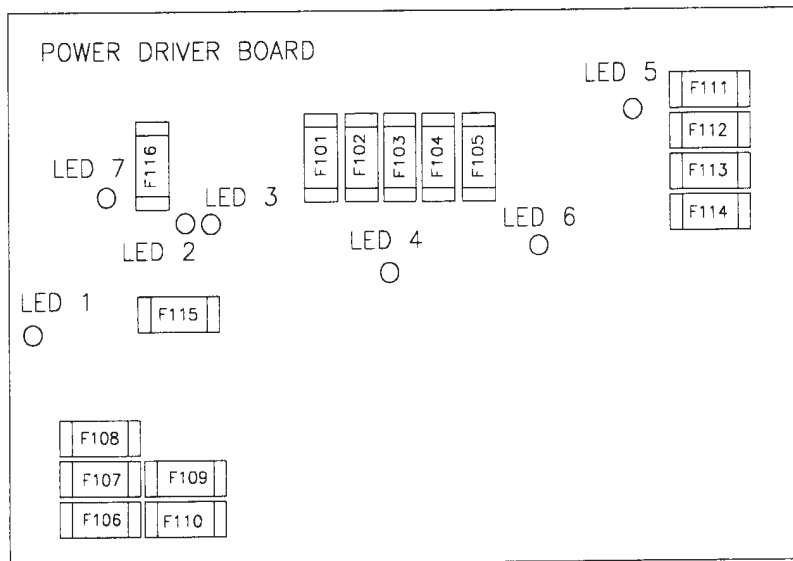 POWER DRIVER BOARD
LED 5
F111
F112
F113
F114
F116
F101
F102
F103
F104
F105
LED 7
LED 3
LED 2
LED 4
LED 6
LED 1
F115
F108
F107
F109
F106
F110